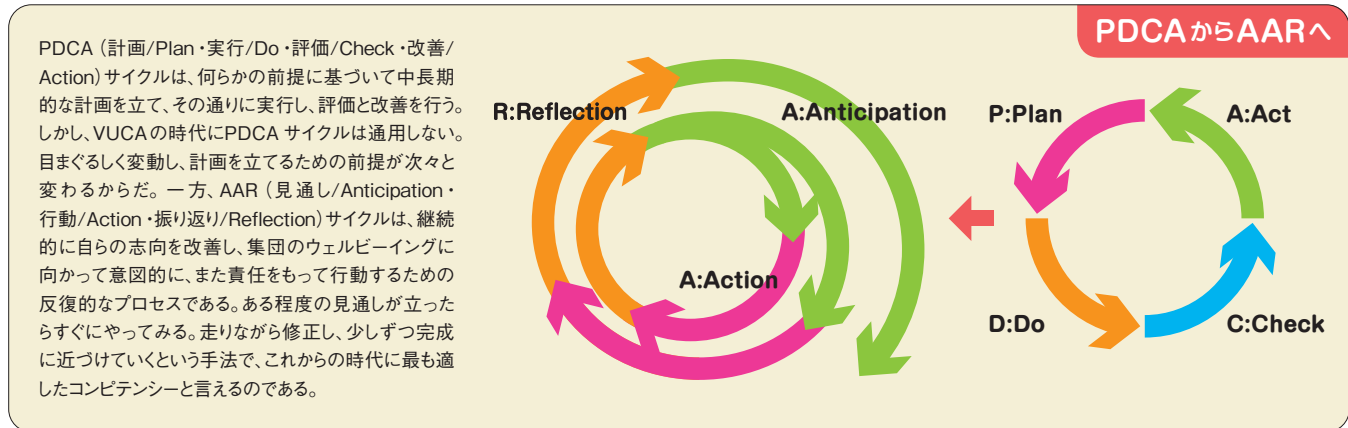 PDCAからAARへ
PDCA（計画/Plan・実行/Do・評価/Check・改善/
Action）サイクルは、何らかの前提に基づいて中長期
的な計画を立て、その通りに実行し、評価と改善を行う。
しかし、VUCAの時代にPDCAサイクルは通用しない。
目まぐるしく変動し、計画を立てるための前提が次々と
変わるからだ。一方、AAR（見通し/Anticipation・
行動/Action・振り返り/Reflection）サイクルは、継続
的に自らの志向を改善し、集団のウェルビーイングに
向かって意図的に、また責任をもって行動するための
反復的なプロセスである。ある程度の見通しが立った
らすぐにやってみる。走りながら修正し、少しずつ完成
に近づけていくという手法で、これからの時代に最も適
したコンピテンシーと言えるのである。
R:Reflection
A:Anticipation
A:Action
P:Plan
A:Act
D:Do
C:Check